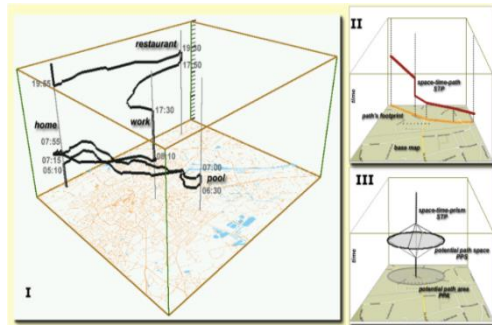 restaurant
19:30
17:50
19:55
17:30
home
work
07:55
07:15
05:10
08:10
07:00
pool
06:30
I
II
space-time-path
STP
path's footprint
base map
time
III
space-time-prism
STP
potential path space
PPS
potential path area
PPA
time